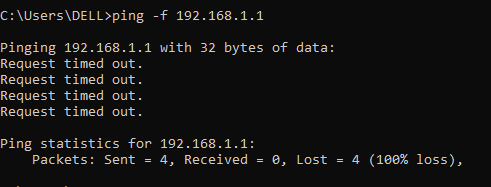 C:\Users\DELL>ping -f 192.168.1.1
Pinging 192.168.1.1 with 32 bytes of data:
Request timed out.
Request timed out.
Request timed out.
Request timed out.
Ping statistics for 192.168.1.1:
    Packets: Sent = 4, Received = 0, Lost = 4 (100% loss),